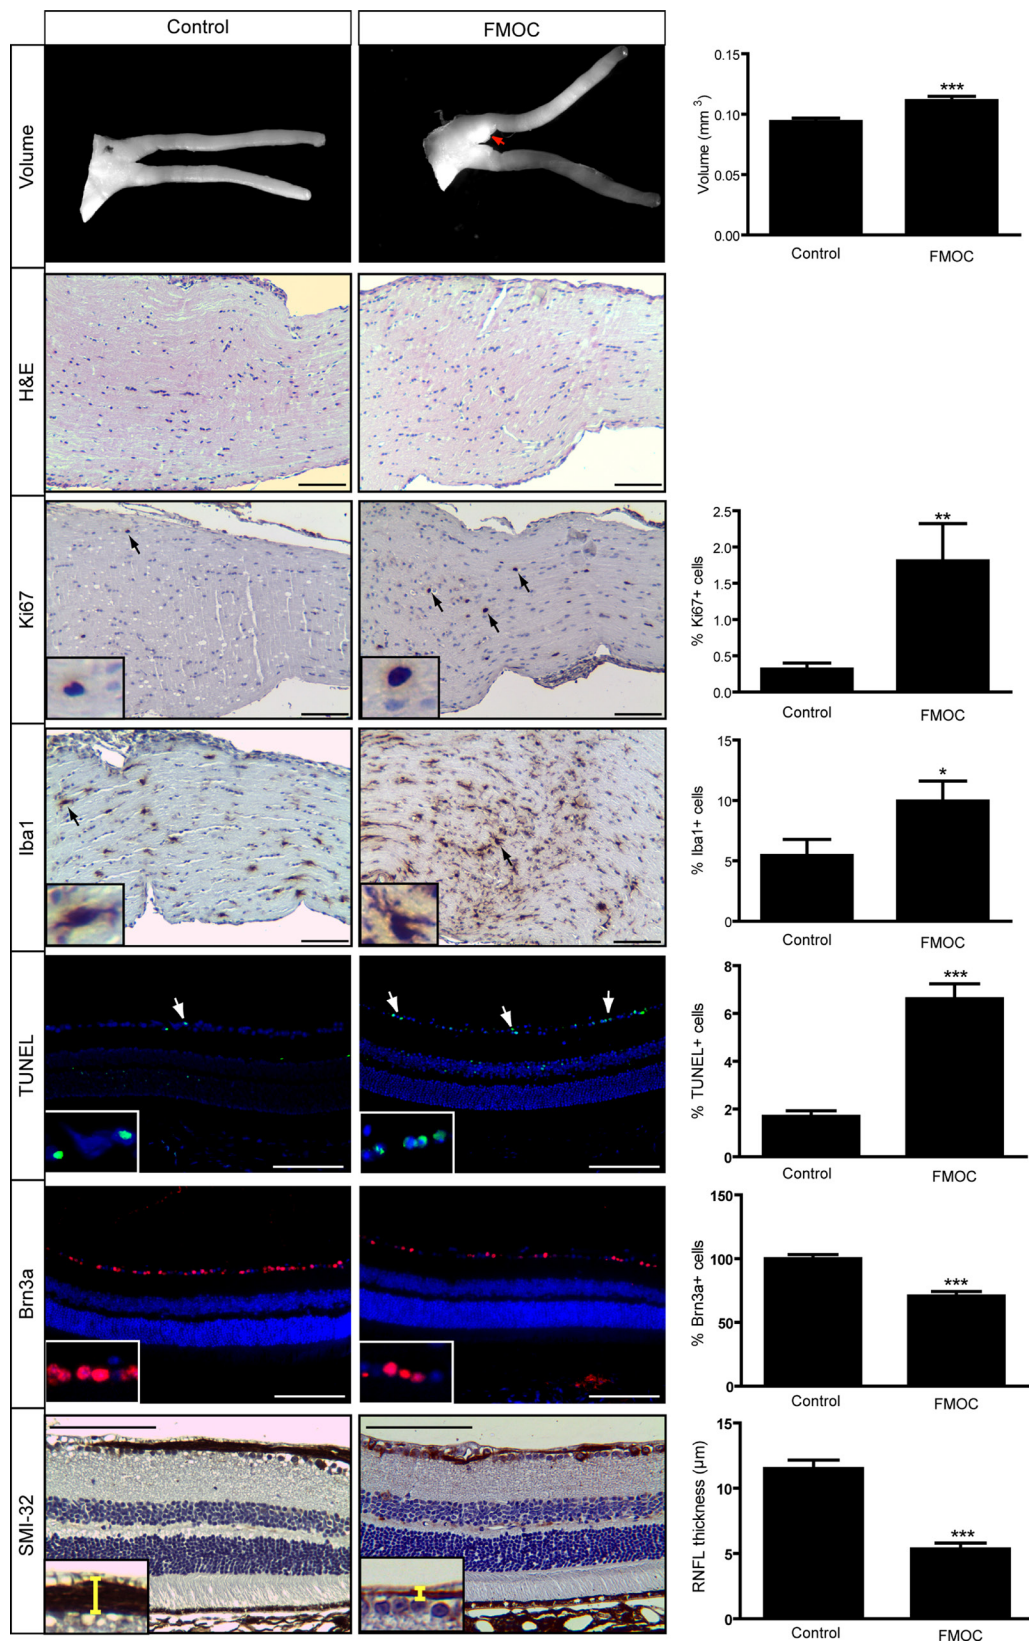 Control
FMOC
Volume
Volume (mm 3)
0.15
0.10
0.05
0.00
***
Control
FMOC
H&E
Ki67
% Ki67+ cells
2.5
2.0
1.5
1.0
0.5
0.0
**
Control
FMOC
Iba1
% Iba1+ cells
15
10
5
0
*
Control
FMOC
TUNEL
% TUNEL+ cells
8
6
4
2
0
***
Control
FMOC
Brn3a
% Brn3a+ cells
150
100
50
0
***
Control
FMOC
SMI-32
RNFL thickness (µm)
15
10
5
0
***
Control
FMOC